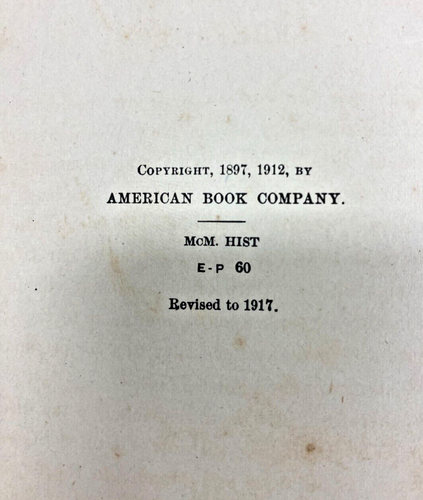 Copyright, 1897, 1912, by
AMERICAN BOOK COMPANY.
McM. HIST
E-P 60
Revised to 1917.